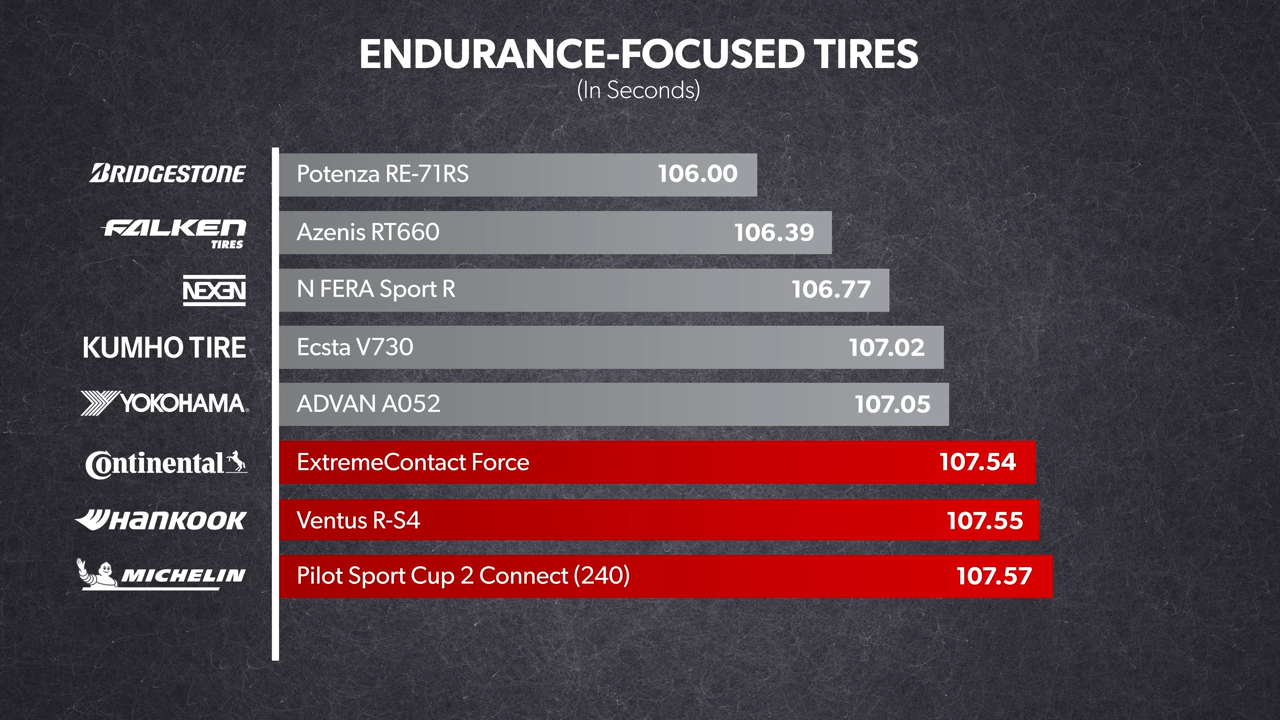 ENDURANCE-FOCUSED TIRES
(In Seconds)
BRIDGESTONE Potenza RE-71RS 106.00
FALKEN TIRES Azenis RT660 106.39
NEXEN N FERA Sport R 106.77
KUMHO TIRE Ecsta V730 107.02
YOKOHAMA ADVAN A052 107.05
Continental ExtremeContact Force 107.54
HANKOOK Ventus R-S4 107.55
MICHELIN Pilot Sport Cup 2 Connect (240) 107.57